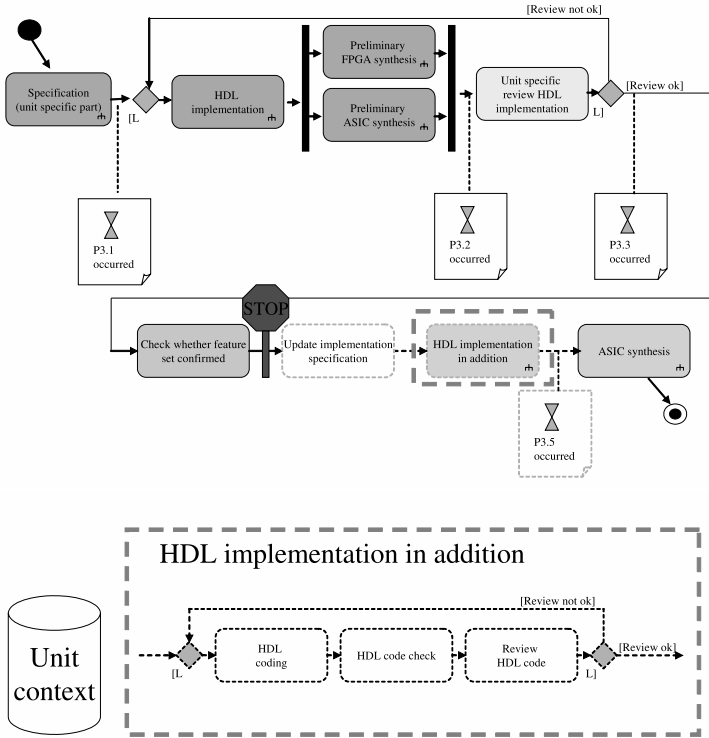 [Review not ok]
Specification
(unit specific part)
[L
HDL
implementation
Preliminary
FPGA synthesis
Preliminary
ASIC synthesis
Unit specific
review HDL
implementation
L]
[Review ok]
P3.1
occurred
P3.2
occurred
P3.3
occurred
STOP
Check whether feature
set confirmed
Update implementation
specification
HDL implementation
in addition
ASIC synthesis
P3.5
occurred
HDL implementation in addition
[Review not ok]
[L
HDL
coding
HDL code check
Review
HDL code
L]
[Review ok]
Unit
context